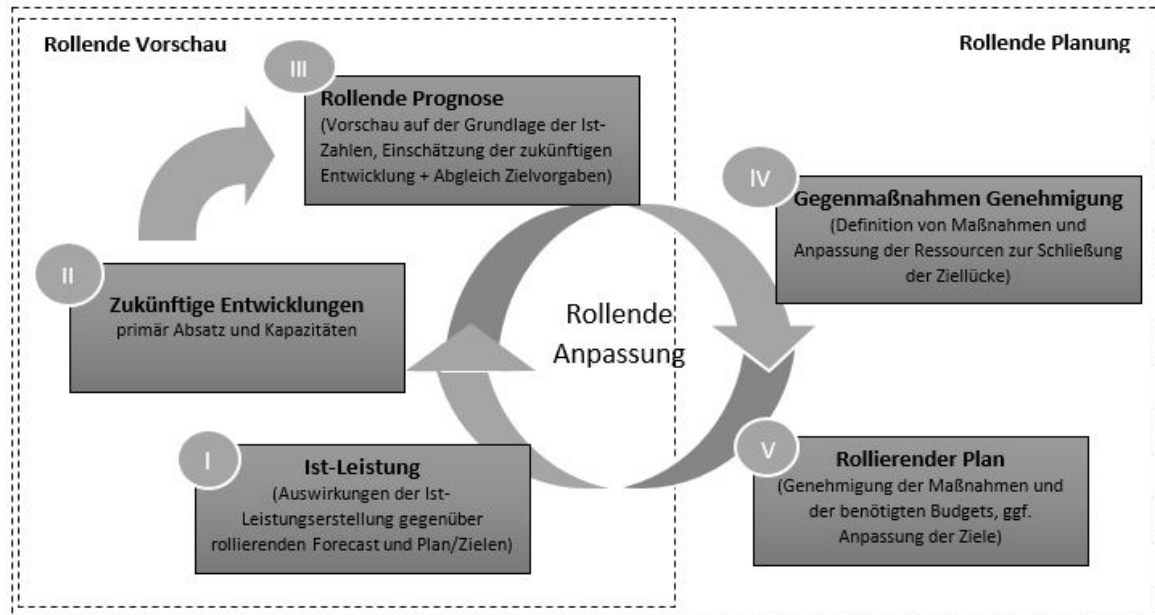 Rollende Vorschau
Rollende Planung
III
Rollende Prognose
(Vorschau auf der Grundlage der Ist-
Zahlen, Einschätzung der zukünftigen
Entwicklung + Abgleich Zielvorgaben)
IV
Gegenmaßnahmen Genehmigung
(Definition von Maßnahmen und
Anpassung der Ressourcen zur Schließung
der Ziellücke)
II
Zukünftige Entwicklungen
primär Absatz und Kapazitäten
Rollende
Anpassung
I
Ist-Leistung
(Auswirkungen der Ist-
Leistungserstellung gegenüber
rollierenden Forecast und Plan/Zielen)
V
Rollierender Plan
(Genehmigung der Maßnahmen und
der benötigten Budgets, ggf.
Anpassung der Ziele)